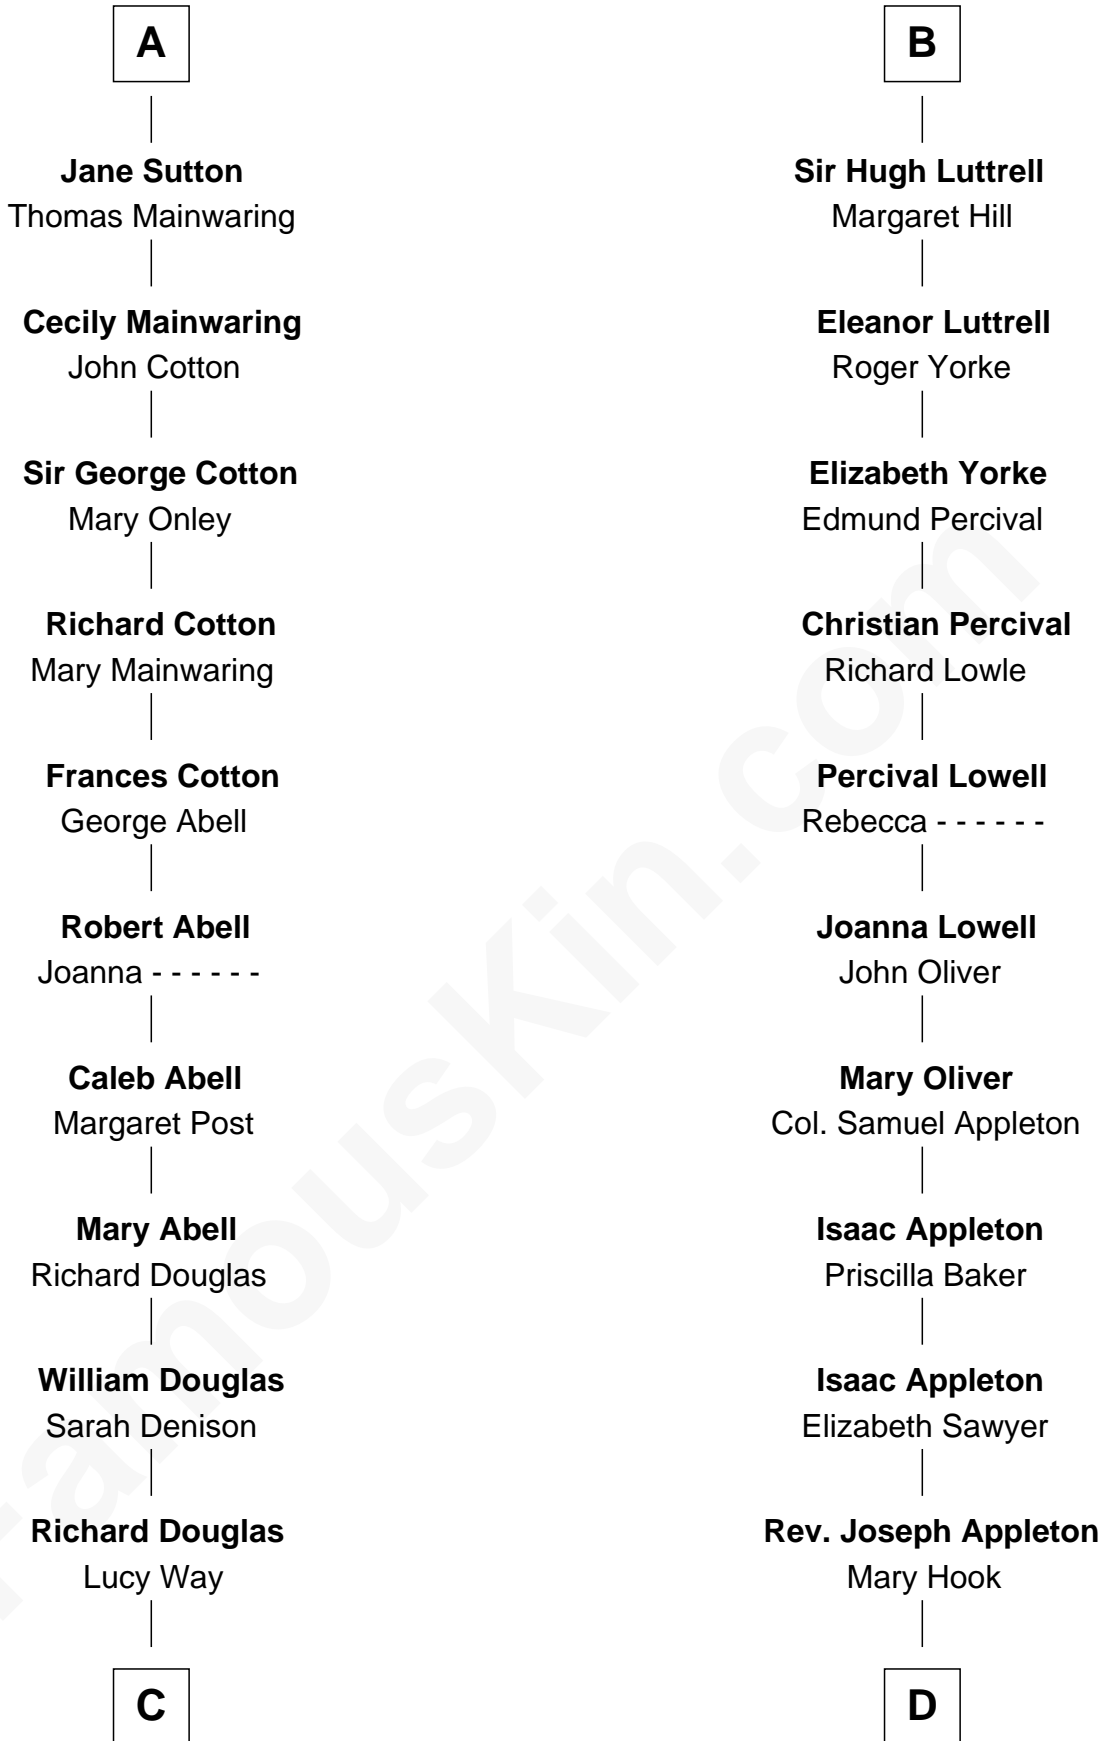 A
Jane Sutton
Thomas Mainwaring
Cecily Mainwaring
John Cotton
Sir George Cotton
Mary Onley
Richard Cotton
Mary Mainwaring
Frances Cotton
George Abell
Robert Abell
Joanna - - - - - -
Caleb Abell
Margaret Post
Mary Abell
Richard Douglas
William Douglas
Sarah Denison
Richard Douglas
Lucy Way
C
B
Sir Hugh Luttrell
Margaret Hill
Eleanor Luttrell
Roger Yorke
Elizabeth Yorke
Edmund Percival
Christian Percival
Richard Lowle
Percival Lowell
Rebecca - - - - - -
Joanna Lowell
John Oliver
Mary Oliver
Col. Samuel Appleton
Isaac Appleton
Priscilla Baker
Isaac Appleton
Elizabeth Sawyer
Rev. Joseph Appleton
Mary Hook
D
FamousKin.com